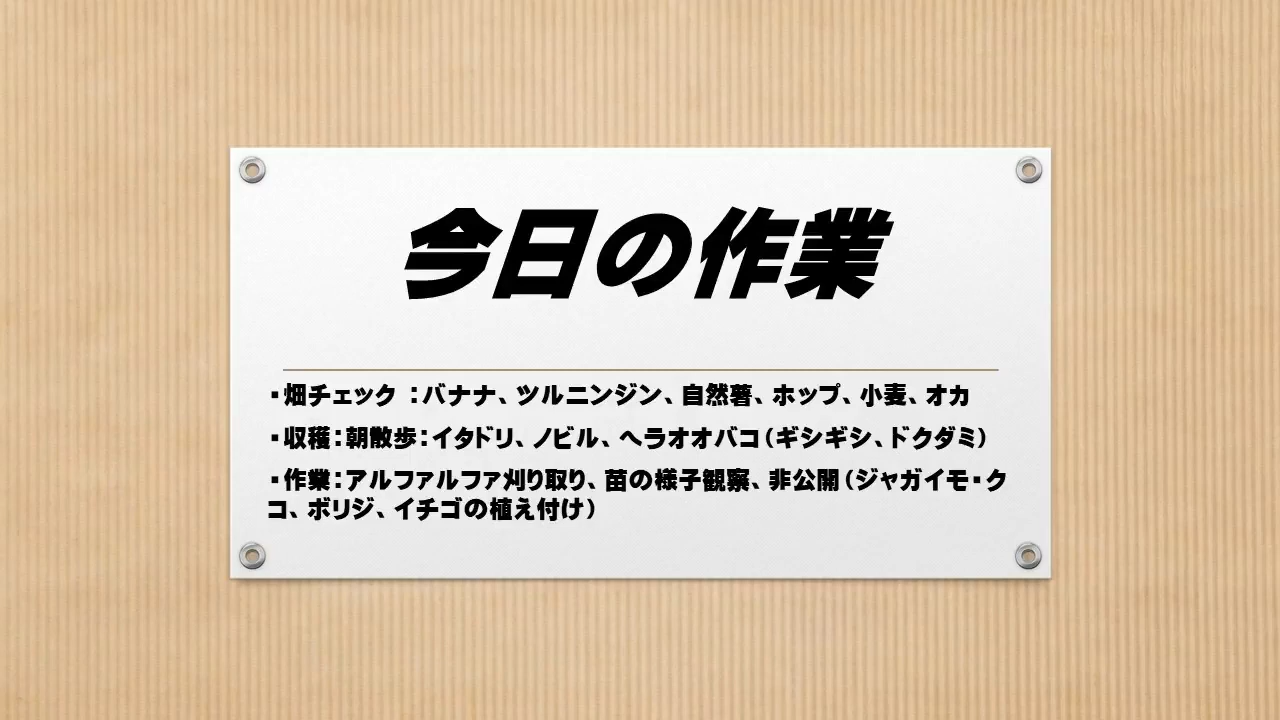 今日の作業
・畑チェック ：バナナ、ツルニンジン、自然薯、ホップ、小麦、オカ
・収穫：朝散歩：イタドリ、ノビル、ヘラオオバコ（ギシギシ、ドクダミ）
・作業：アルファルファ刈り取り、苗の様子観察、非公開（ジャガイモ・ク
コ、ボリジ、イチゴの植え付け）